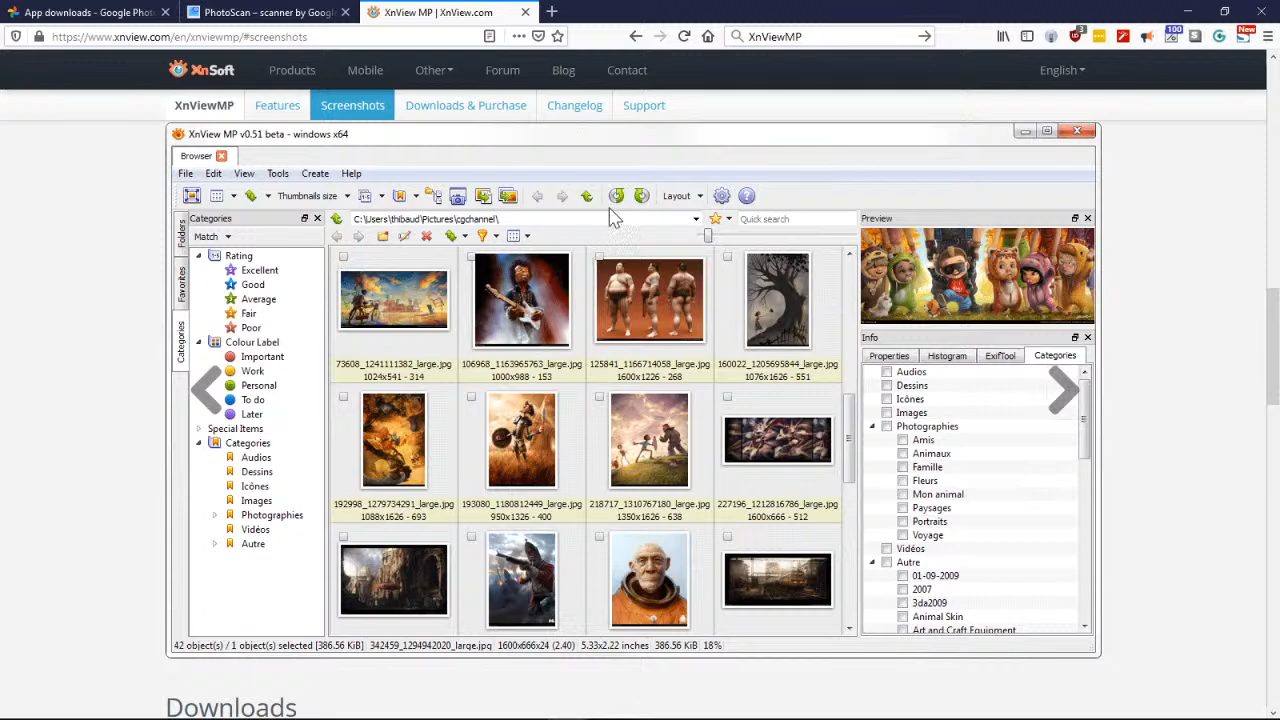 App downloads - Google Photo
PhotoScan – scanner by Googl
XnView MP | XnView.com
https://www.xnview.com/en/xnviewmp/#screenshots
XnViewMP
100
New
XnSoft
Products
Mobile
Other
Forum
Blog
Contact
English
XnViewMP
Features
Screenshots
Downloads & Purchase
Changelog
Support
XnView MP v0.51 beta - windows x64
Browser
File Edit View Tools Create Help
Thumbnails size
Layout
Categories
C:\Users\thibaud\Pictures\cgchannel\
Quick search
Preview
Match
Folders
Favorites
Categories
Rating
Excellent
Good
Average
Fair
Poor
Colour Label
Important
Work
Personal
To do
Later
Special Items
Categories
Audios
Dessins
Icônes
Images
Photographies
Vidéos
Autre
73608_1241111382_large.jpg
1024x541 - 314
106968_1163965763_large.jpg
1000x988 - 153
125841_1166714058_large.jpg
1600x1226 - 268
160022_1205695844_large.jpg
1076x1626 - 551
192998_1279734291_large.jpg
1088x1626 - 693
193080_1180812449_large.jpg
950x1326 - 400
218717_1310767180_large.jpg
1350x1626 - 638
227196_1212816786_large.jpg
1600x666 - 512
Info
Properties Histogram ExifTool Categories
Audios
Dessins
Icônes
Images
Photographies
Amis
Animaux
Famille
Fleurs
Mon animal
Paysages
Portraits
Voyage
Vidéos
Autre
01-09-2009
2007
3da2009
Animal Skin
Art and Craft Equipment
42 object(s) / 1 object(s) selected [386.56 KiB] 342459_1294942020_large.jpg 1600x666x24 (2.40) 5.33x2.22 inches 386.56 KiB 18%
Downloads